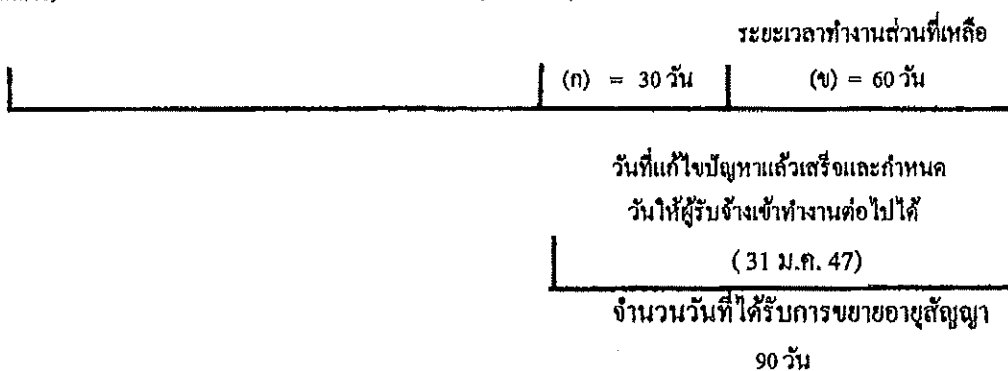 ระยะเวลาทำงานส่วนที่เหลือ
(ก) = 30 วัน (ข) = 60 วัน
วันที่แก้ไขปัญหาแล้วเสร็จและกำหนด
วันให้ผู้รับจ้างเข้าทำงานต่อไปได้
( 31 ม.ค. 47)
จำนวนวันที่ได้รับการขยายอายุสัญญา
90 วัน